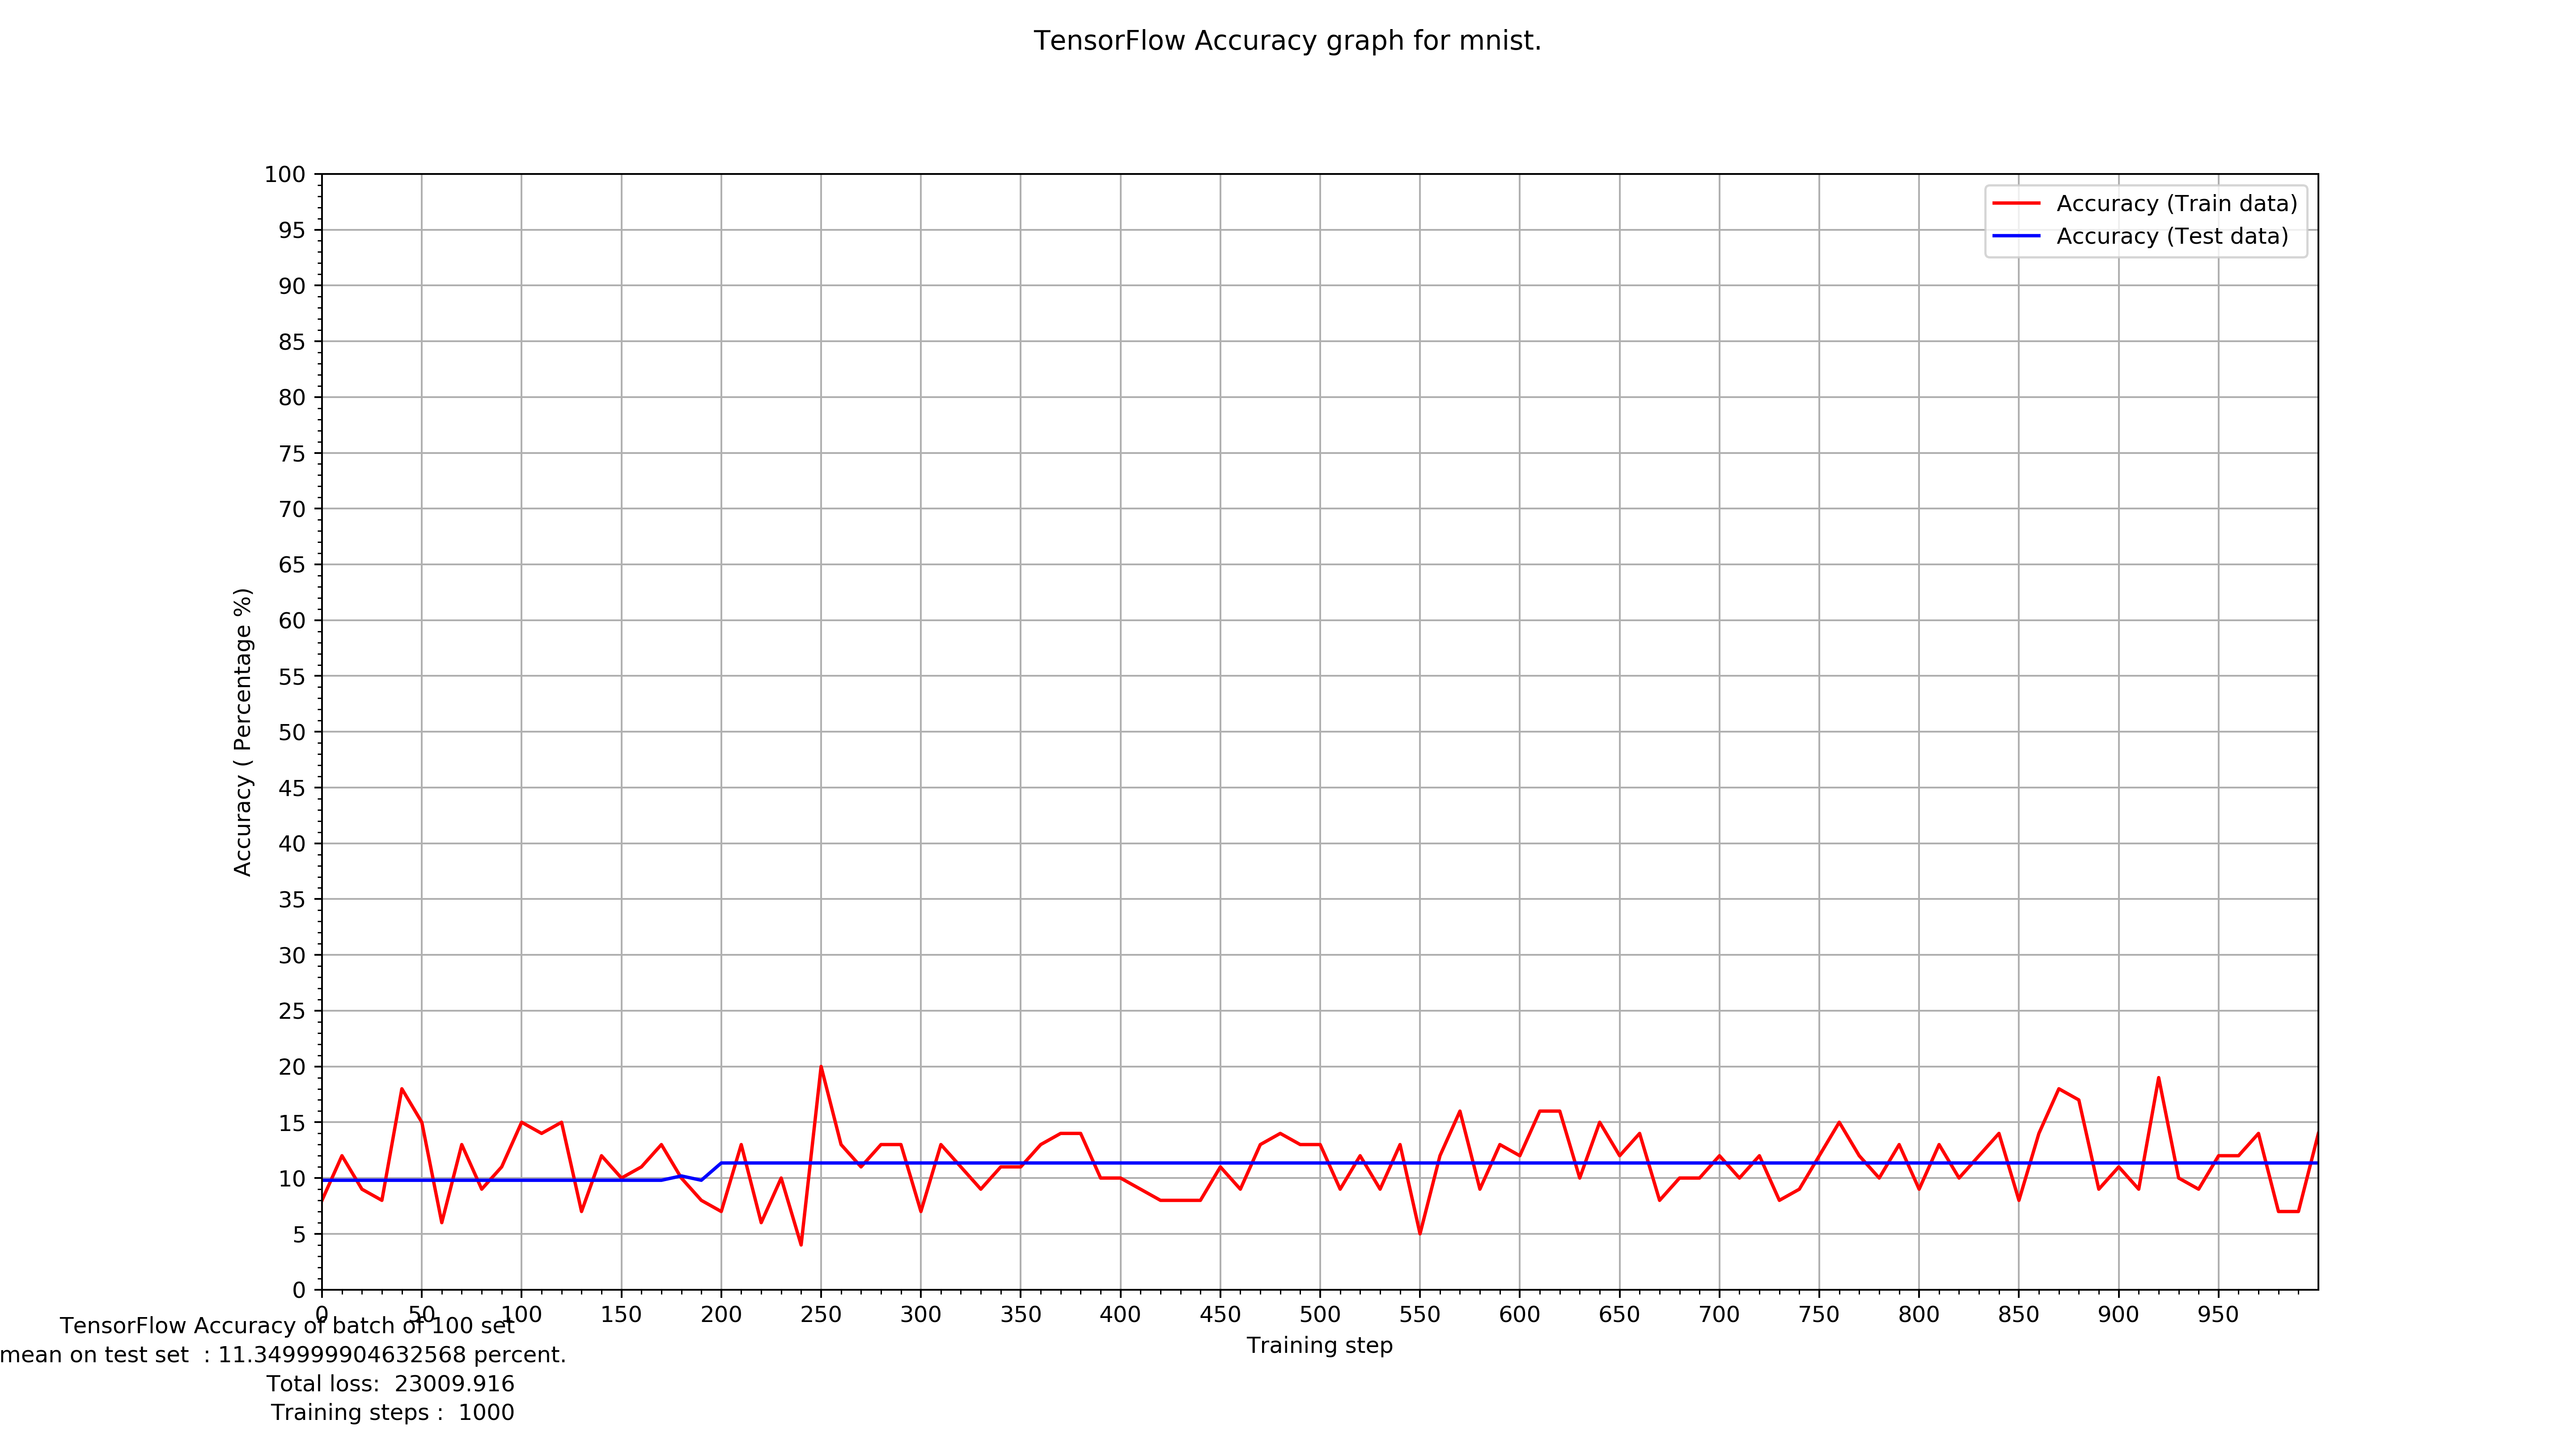 TensorFlow Accuracy graph for mnist.
100
95
90
85
80
75
70
65
60
55
50
45
40
35
30
25
20
15
10
5
0
Accuracy ( Percentage %)
Accuracy (Train data)
Accuracy (Test data)
0 50 100 150 200 250 300 350 400 450 500 550 600 650 700 750 800 850 900 950
Training step
TensorFlow Accuracy of batch of 100 set
mean on test set : 11.349999904632568 percent.
Total loss: 23009.916
Training steps : 1000